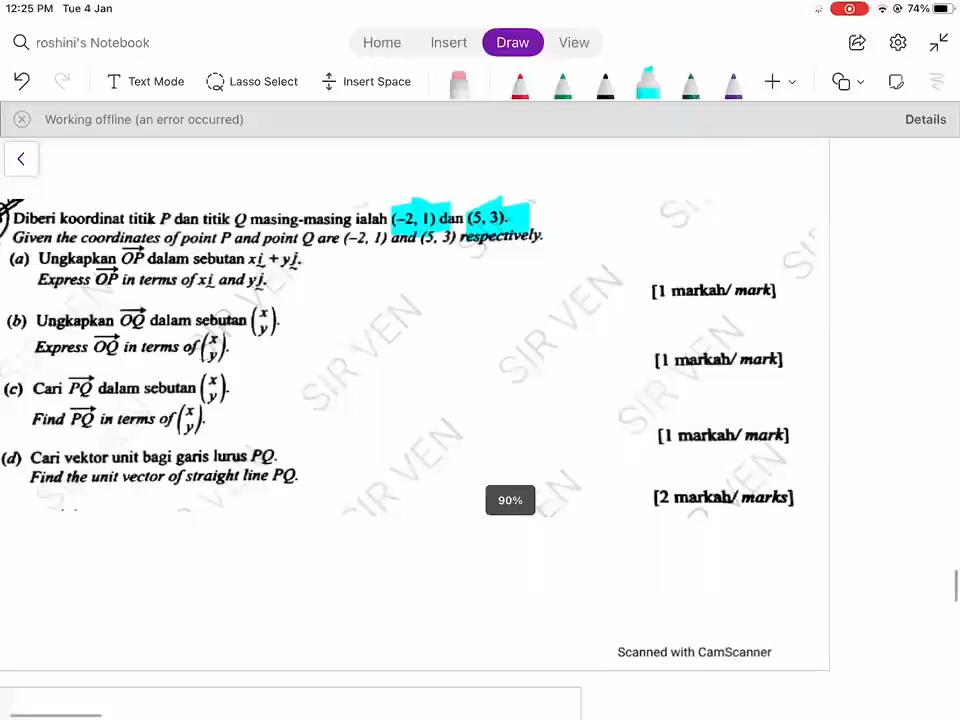 12:25 PM Tue 4 Jan
74%
roshini's Notebook
Home Insert Draw View
Text Mode Lasso Select Insert Space
Working offline (an error occurred) Details
Diberi koordinat titik P dan titik Q masing-masing ialah (–2, 1) dan (5, 3).
Given the coordinates of point P and point Q are (–2, 1) and (5, 3) respectively.
(a) Ungkapkan OP dalam sebutan xi + yj.
Express OP in terms of xi and yj.
[1 markah/ mark]
(b) Ungkapkan OQ dalam sebutan (x y).
Express OQ in terms of (x y).
[1 markah/ mark]
(c) Cari PQ dalam sebutan (x y).
Find PQ in terms of (x y).
[1 markah/ mark]
(d) Cari vektor unit bagi garis lurus PQ.
Find the unit vector of straight line PQ.
[2 markah/ marks]
90%
SIR VEN
SIR VEN
SIR VEN
Scanned with CamScanner